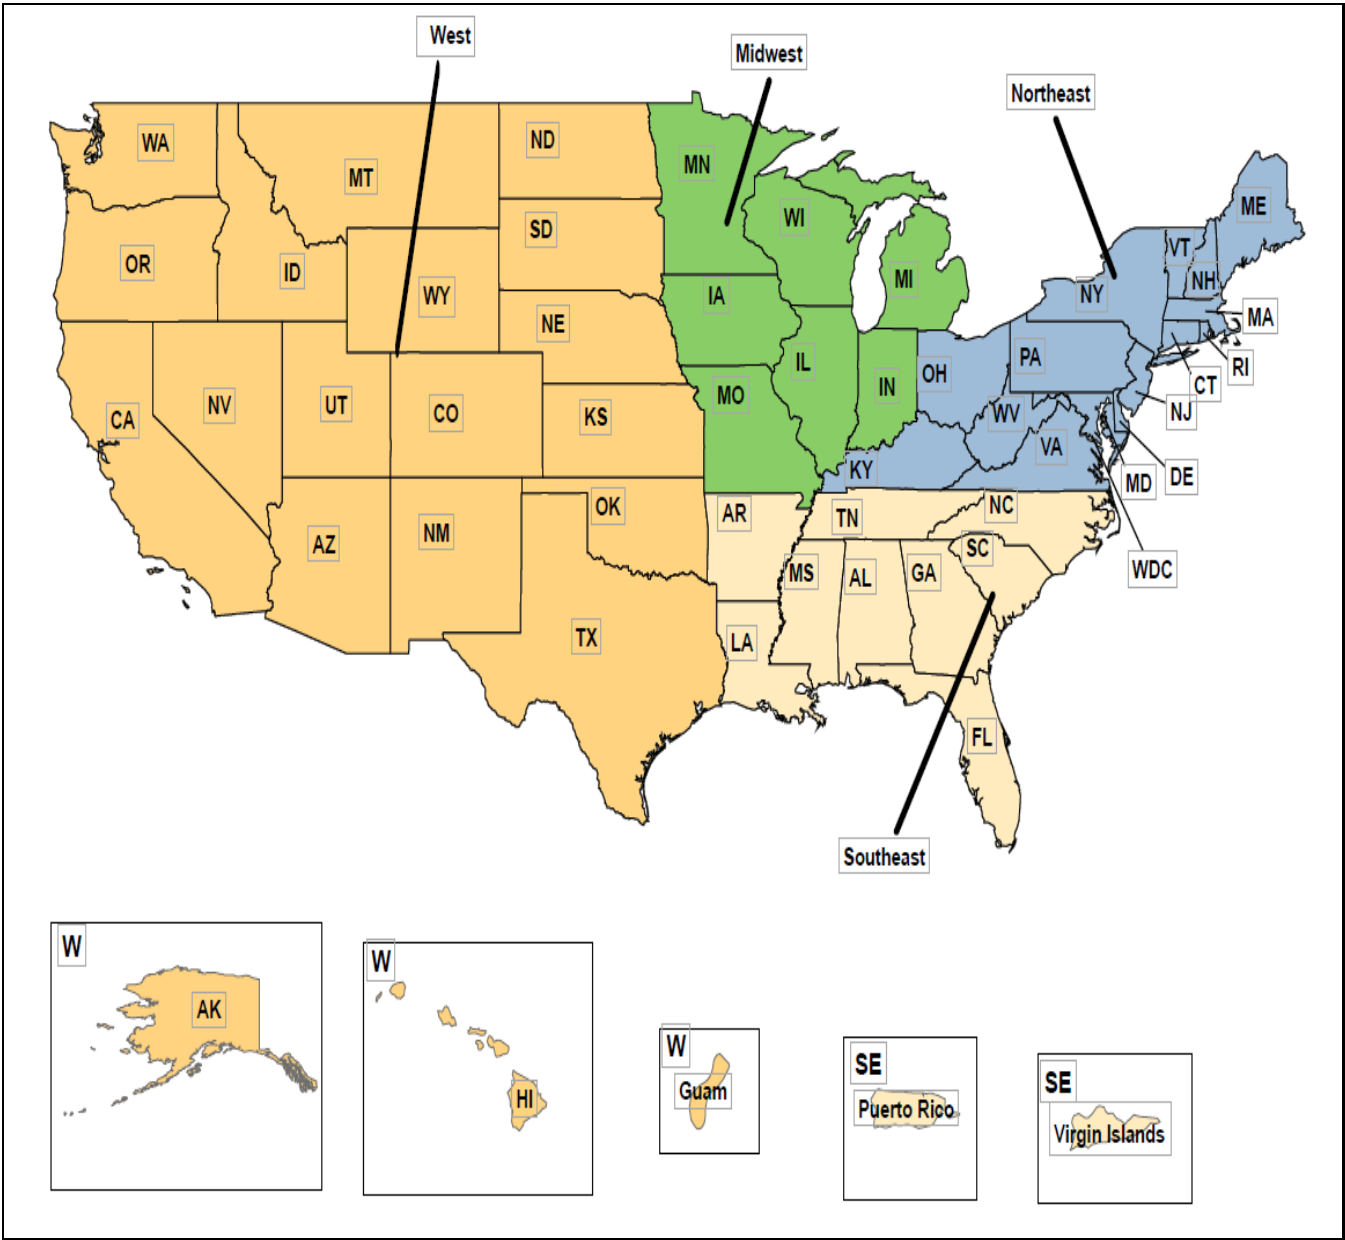 West
Midwest
Northeast
WA
MT
ND
MN
ME
OR
ID
SD
WI
VT
NH
WY
NE
IA
MI
NY
MA
RI
CT
NJ
PA
OH
IL
IN
MO
CA
NV
UT
CO
KS
WV
VA
KY
MD
DE
AZ
NM
OK
AR
TN
NC
SC
WDC
MS
AL
GA
TX
LA
FL
Southeast
W
AK
W
HI
W
Guam
SE
Puerto Rico
SE
Virgin Islands